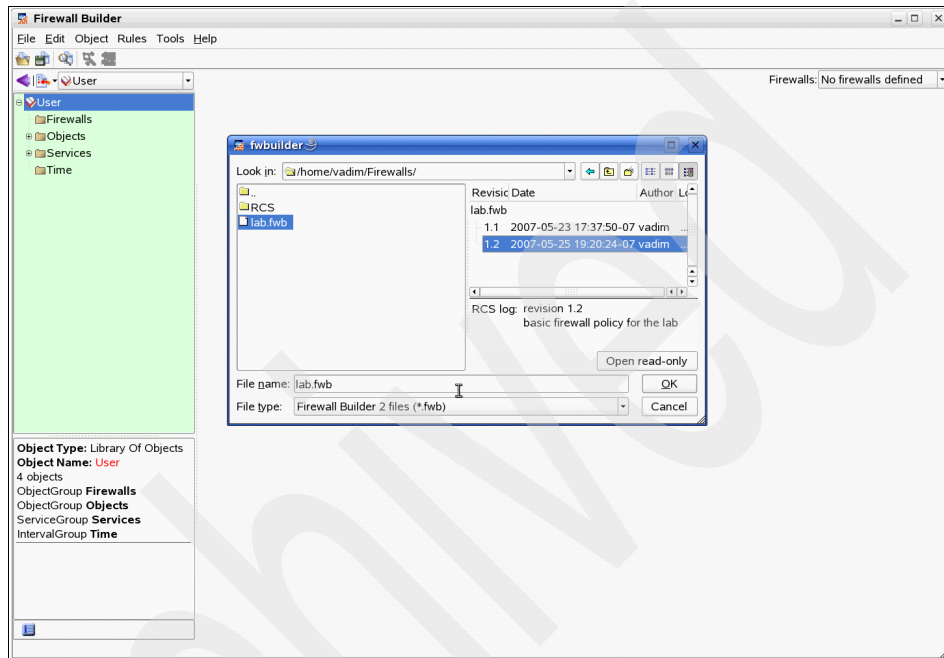 Firewall Builder
File Edit Object Rules Tools Help
User
Firewalls: No firewalls defined
User
Firewalls
Objects
Services
Time
fwbuilder
Look in: /home/vadim/Firewalls/
..
RCS
lab.fwb
Revisic Date Author Lo
lab.fwb
1.1 2007-05-23 17:37:50-07 vadim ...
1.2 2007-05-25 19:20:24-07 vadim ...
RCS log: revision 1.2
basic firewall policy for the lab
Open read-only
File name: lab.fwb
OK
File type: Firewall Builder 2 files (*.fwb)
Cancel
Object Type: Library Of Objects
Object Name: User
4 objects
ObjectGroup Firewalls
ObjectGroup Objects
ServiceGroup Services
IntervalGroup Time